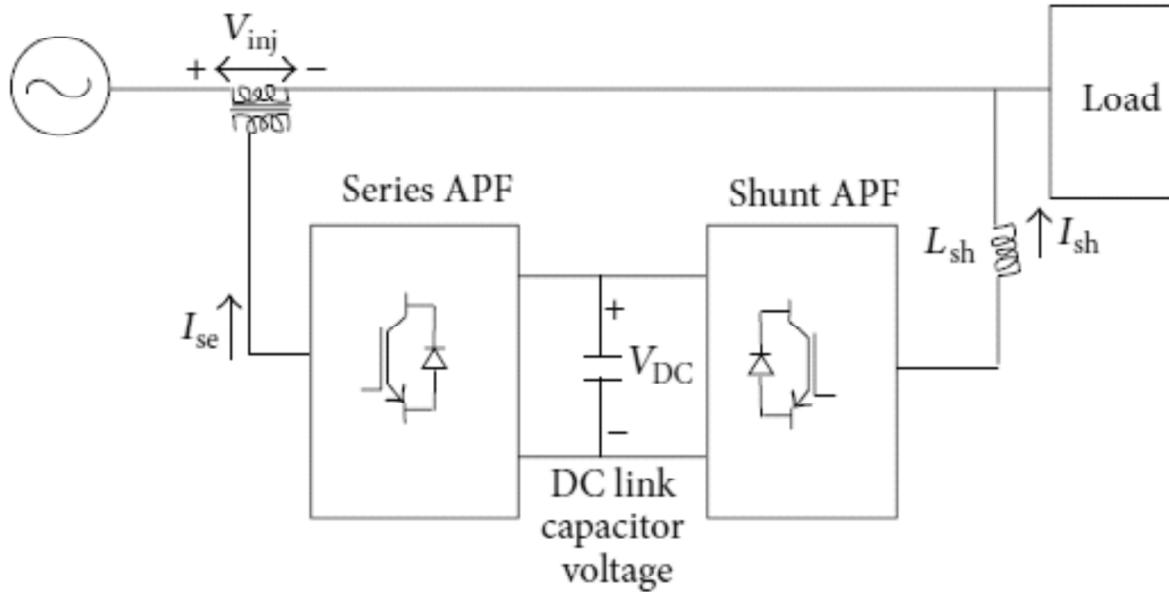 V_inj
+ −
Load
Series APF
Shunt APF
L_sh
I_sh
I_se
+
V_DC
−
DC link
capacitor
voltage